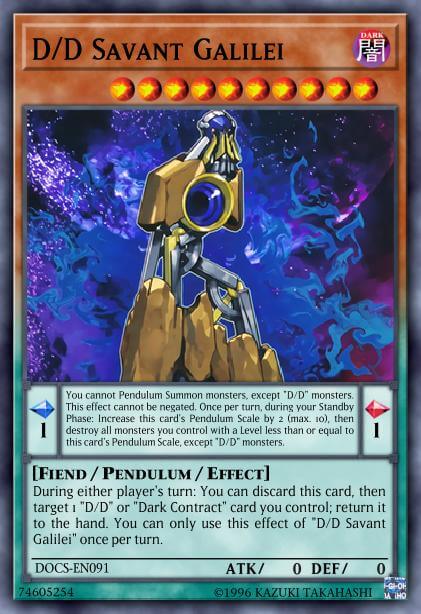 D/D Savant Galilei
DARK
闇
You cannot Pendulum Summon monsters, except "D/D" monsters.
This effect cannot be negated. Once per turn, during your Standby
Phase: Increase this card's Pendulum Scale by 2 (max. 10), then
destroy all monsters you control with a Level less than or equal to
this card's Pendulum Scale, except "D/D" monsters.
1
1
[Fiend / Pendulum / Effect]
During either player's turn: You can discard this card, then
target 1 "D/D" or "Dark Contract" card you control; return it
to the hand. You can only use this effect of "D/D Savant
Galilei" once per turn.
DOCS-EN091
ATK/ 0 DEF/ 0
74605254
©1996 KAZUKI TAKAHASHI